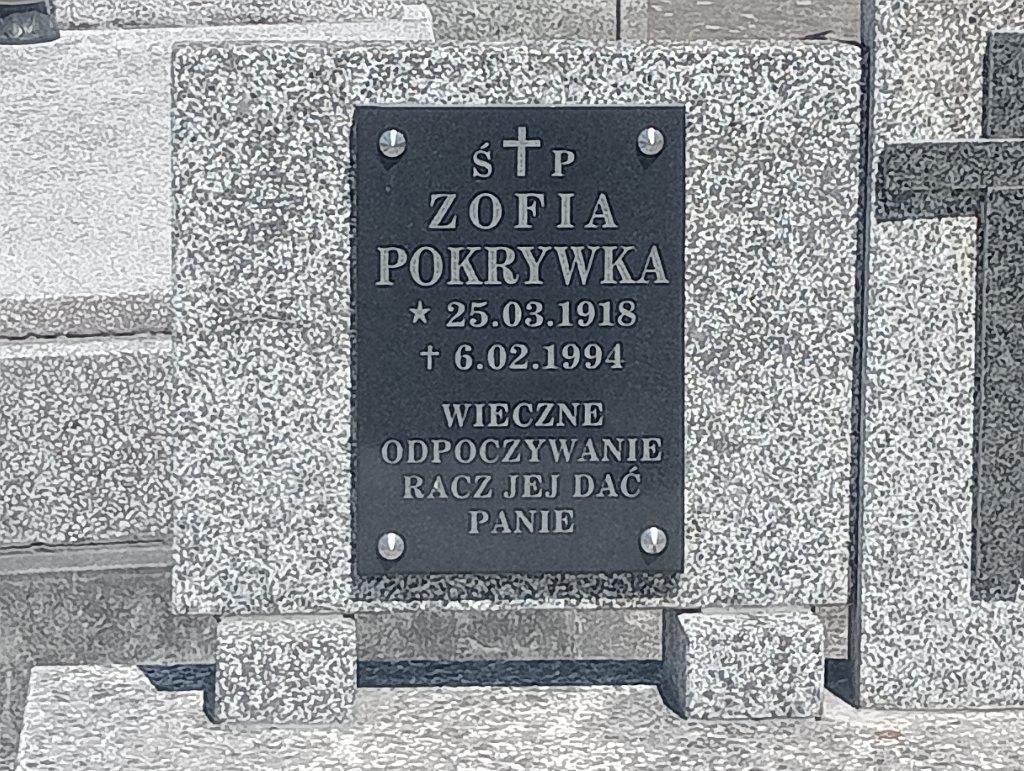 Ś P
ZOFIA
POKRYWKA
★ 25.03.1918
† 6.02.1994
WIECZNE
ODPOCZYWANIE
RACZ JEJ DAĆ
PANIE